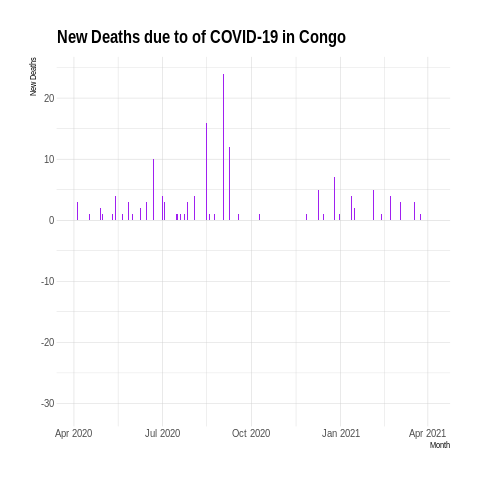 New Deaths due to of COVID-19 in Congo
New Deaths
20
10
0
-10
-20
-30
Apr 2020 Jul 2020 Oct 2020 Jan 2021 Apr 2021
Month